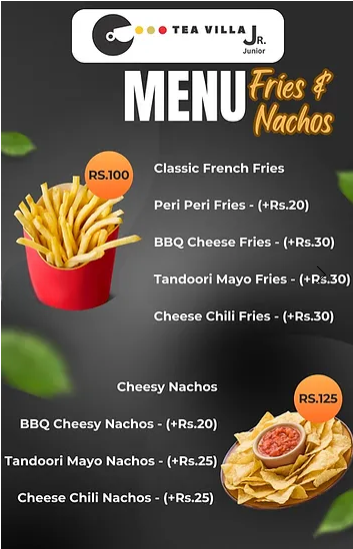 TEA VILLA JR.
Junior
MENU Fries &
Nachos
RS.100
Classic French Fries
Peri Peri Fries - (+Rs.20)
BBQ Cheese Fries - (+Rs.30)
Tandoori Mayo Fries - (+Rs.30)
Cheese Chili Fries - (+Rs.30)
Cheesy Nachos
RS.125
BBQ Cheesy Nachos - (+Rs.20)
Tandoori Mayo Nachos - (+Rs.25)
Cheese Chili Nachos - (+Rs.25)